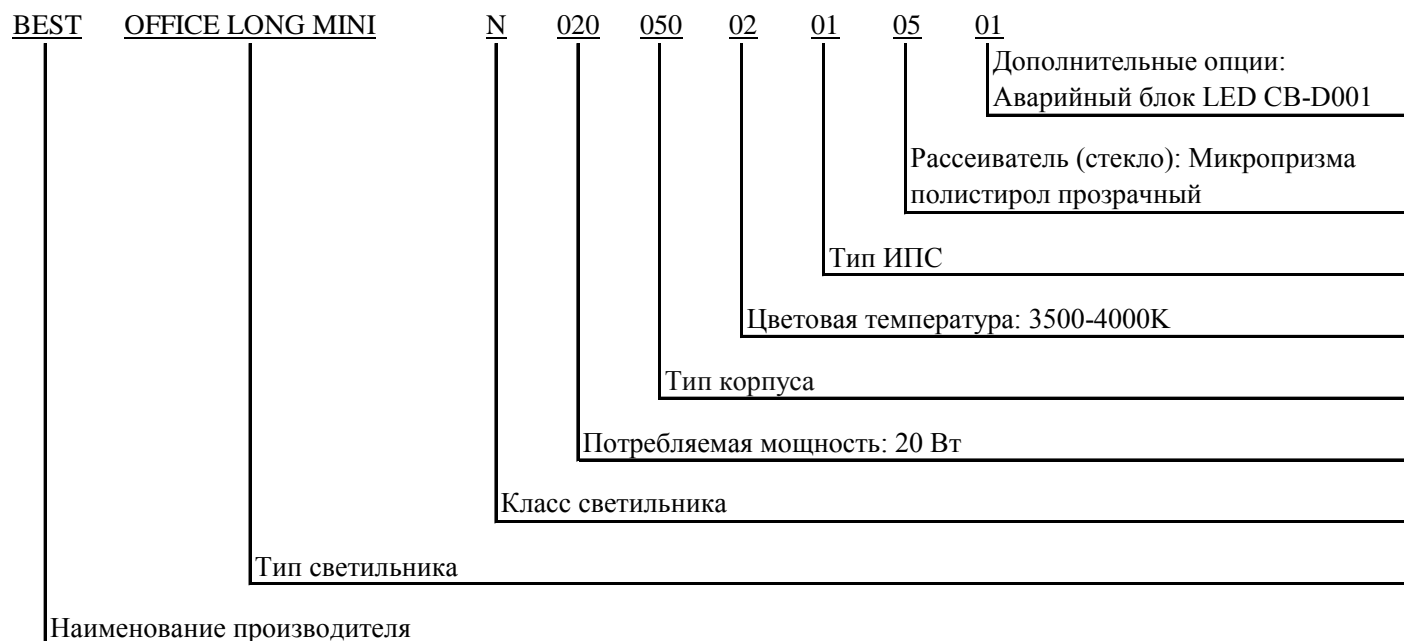 BEST OFFICE LONG MINI N 020 050 02 01 05 01
Дополнительные опции:
Аварийный блок LED CB-D001
Рассеиватель (стекло): Микропризма
полистирол прозрачный
Тип ИПС
Цветовая температура: 3500-4000K
Тип корпуса
Потребляемая мощность: 20 Вт
Класс светильника
Тип светильника
Наименование производителя